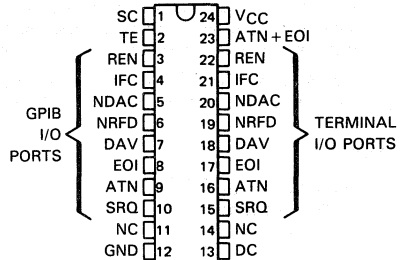 SC 1 24 VCC
TE 2 23 ATN + EOI
REN 3 22 REN
IFC 4 21 IFC
NDAC 5 20 NDAC
NRFD 6 19 NRFD
DAV 7 18 DAV
EOI 8 17 EOI
ATN 9 16 ATN
SRQ 10 15 SRQ
NC 11 14 NC
GND 12 13 DC
GPIB
I/O
PORTS
TERMINAL
I/O PORTS